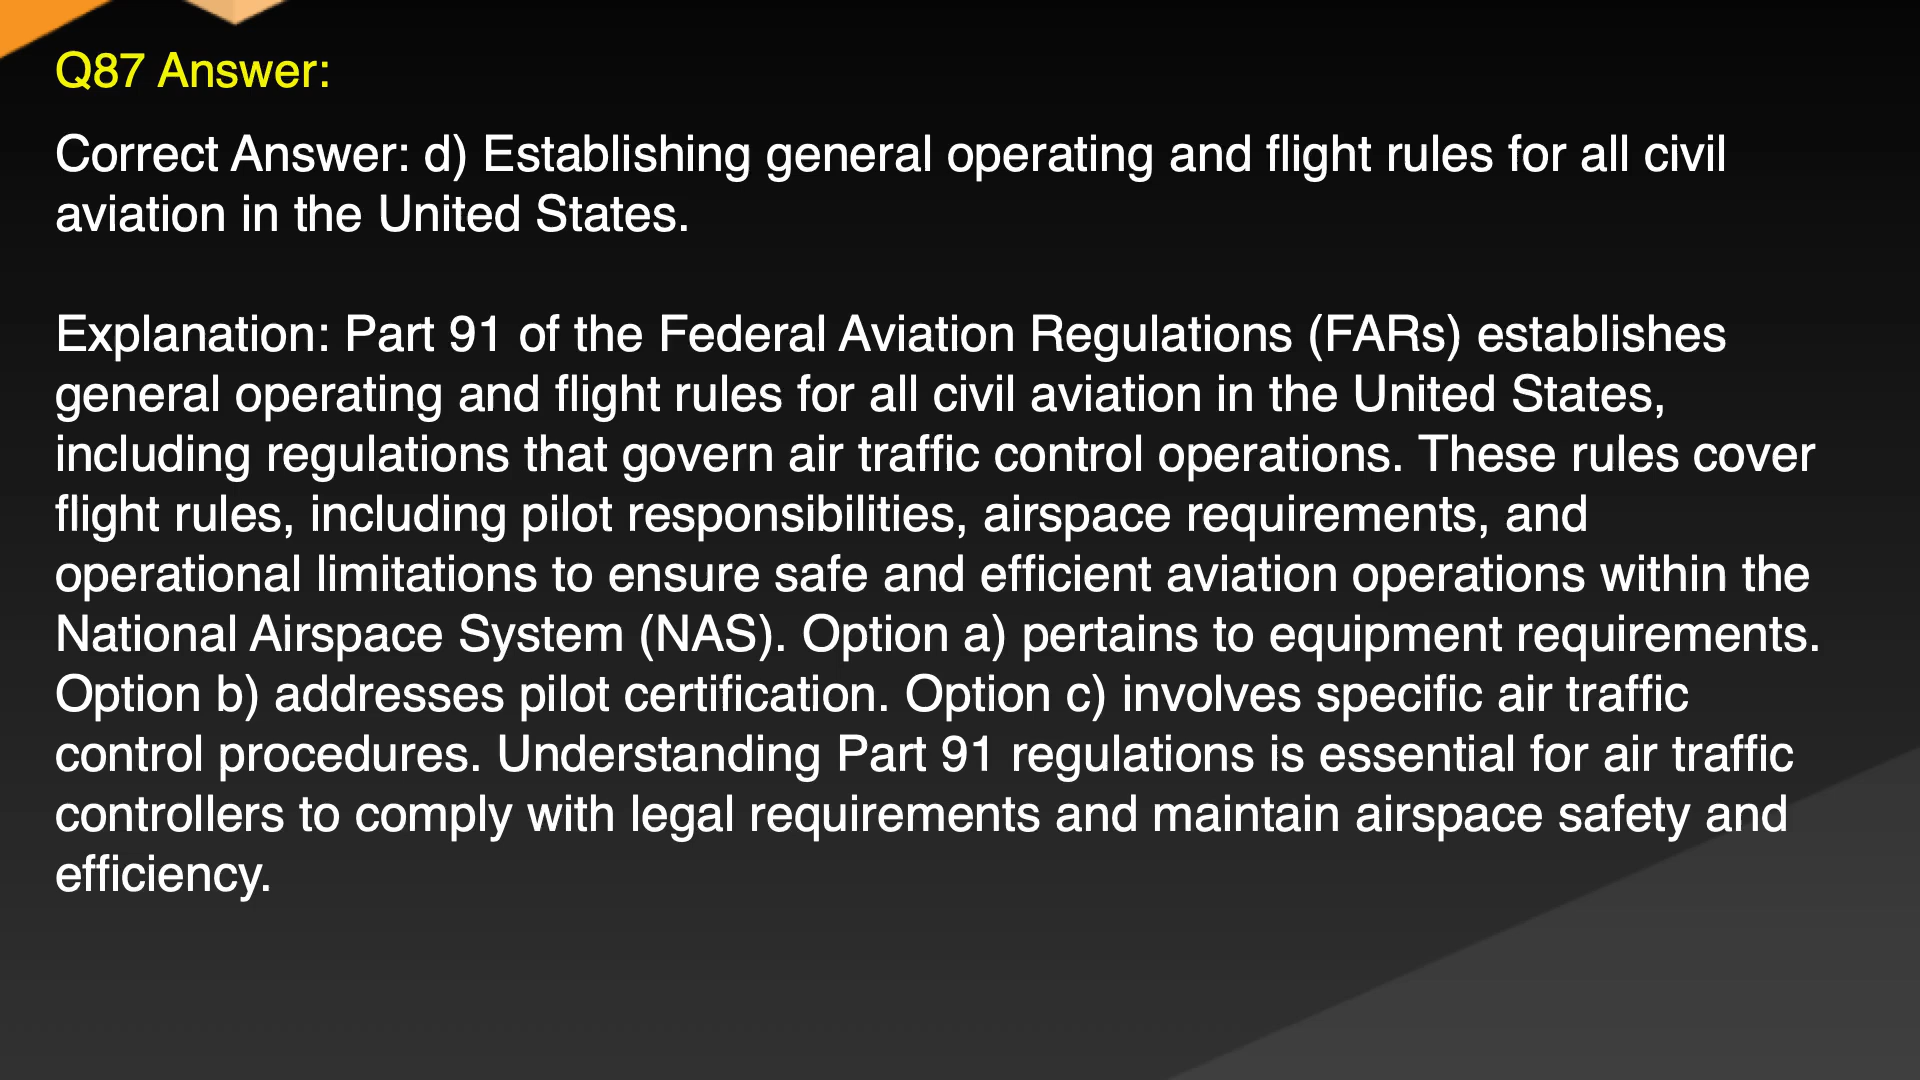 Q87 Answer:
Correct Answer: d) Establishing general operating and flight rules for all civil
aviation in the United States.
Explanation: Part 91 of the Federal Aviation Regulations (FARs) establishes
general operating and flight rules for all civil aviation in the United States,
including regulations that govern air traffic control operations. These rules cover
flight rules, including pilot responsibilities, airspace requirements, and
operational limitations to ensure safe and efficient aviation operations within the
National Airspace System (NAS). Option a) pertains to equipment requirements.
Option b) addresses pilot certification. Option c) involves specific air traffic
control procedures. Understanding Part 91 regulations is essential for air traffic
controllers to comply with legal requirements and maintain airspace safety and
efficiency.